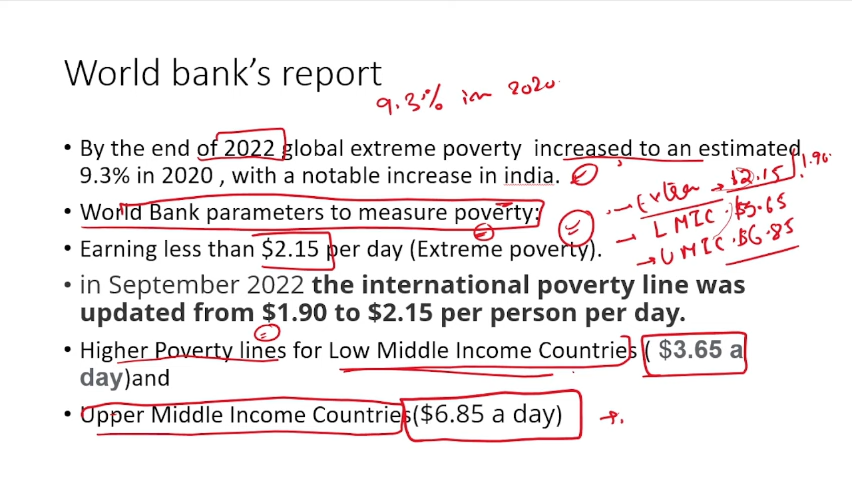 World bank's report
9.3% in 2020
• By the end of 2022 global extreme poverty increased to an estimated
9.3% in 2020 , with a notable increase in india.
1.90
Extrem → $2.15
• World Bank parameters to measure poverty:
→ LMIC . $3.65
• Earning less than $2.15 per day (Extreme poverty).
→ UMIC . $6.85
• in September 2022 the international poverty line was
updated from $1.90 to $2.15 per person per day.
• Higher Poverty lines for Low Middle Income Countries ( $3.65 a
day)and
• Upper Middle Income Countries($6.85 a day)